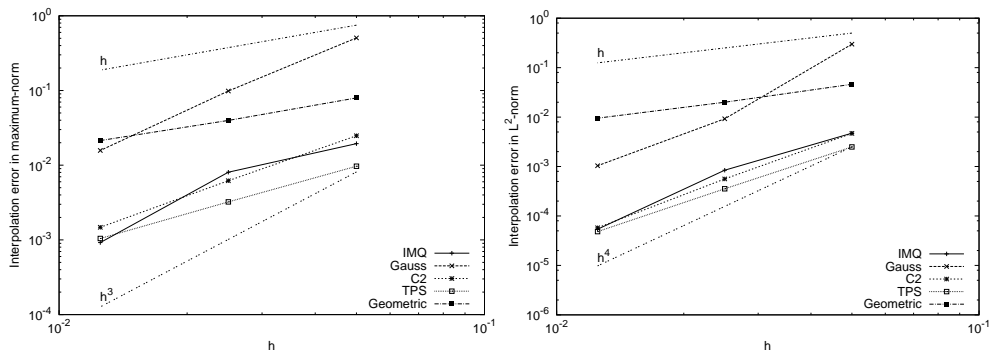 10^0
10^-1
10^-2
10^-3
10^-4
10^-2
10^-1
h
Interpolation error in maximum-norm
h
h^3
IMQ
Gauss
C2
TPS
Geometric
10^1
10^0
10^-1
10^-2
10^-3
10^-4
10^-5
10^-6
10^-2
10^-1
h
Interpolation error in L^2-norm
h
h^4
IMQ
Gauss
C2
TPS
Geometric